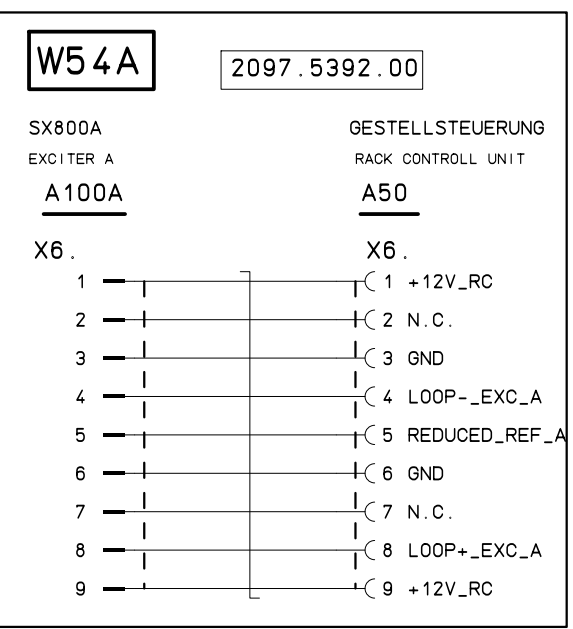 W54A 2097.5392.00
SX800A GESTELLSTEUERUNG
EXCITER A RACK CONTROLL UNIT
A100A A50
X6. X6.
1 1 +12V_RC
2 2 N.C.
3 3 GND
4 4 LOOP-_EXC_A
5 5 REDUCED_REF_A
6 6 GND
7 7 N.C.
8 8 LOOP+_EXC_A
9 9 +12V_RC